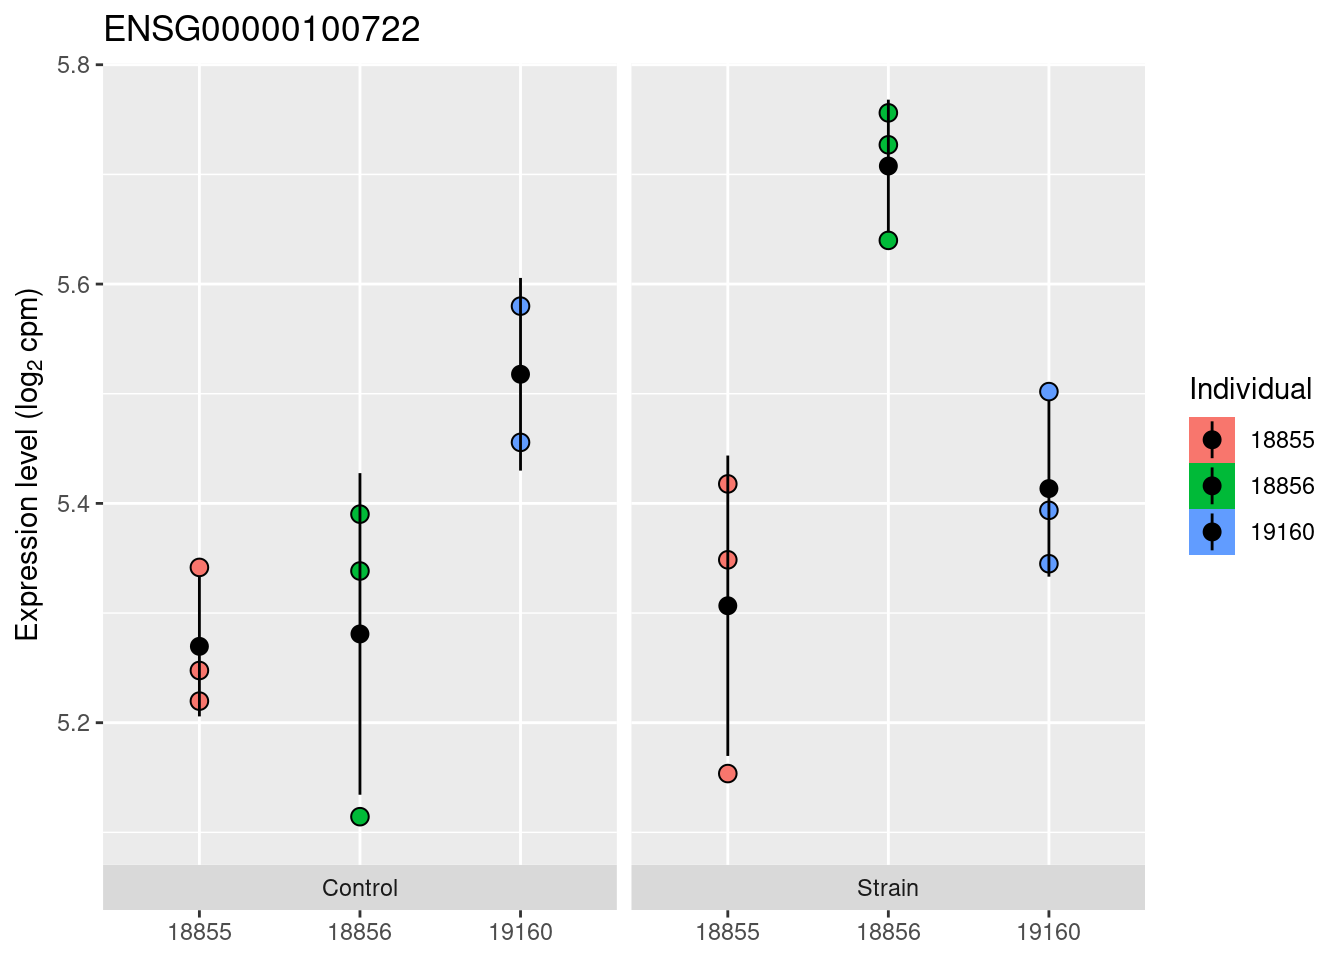 ENSG00000100722
Expression level (log₂ cpm)
5.8
5.6
5.4
5.2
Control
Strain
18855 18856 19160
18855 18856 19160
Individual
18855
18856
19160